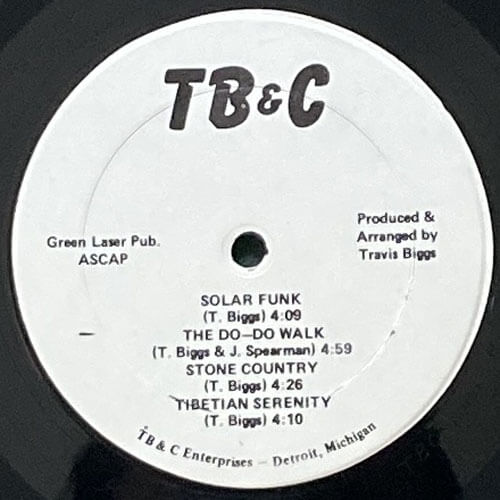 TB&C
Green Laser Pub.
ASCAP
Produced &
Arranged by
Travis Biggs
SOLAR FUNK
(T. Biggs) 4:09
THE DO—DO WALK
(T. Biggs & J. Spearman) 4:59
STONE COUNTRY
(T. Biggs) 4:26
TIBETIAN SERENITY
(T. Biggs) 4:10
TB & C Enterprises — Detroit, Michigan